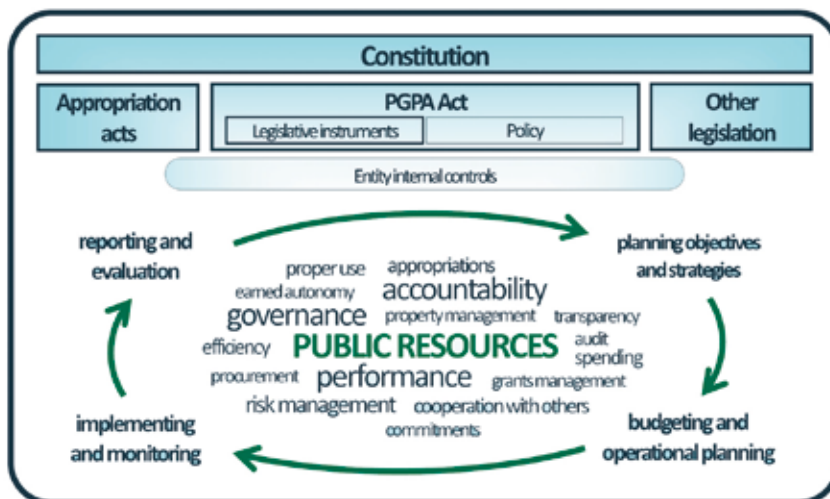 Constitution
Appropriation
acts
PGPA Act
Legislative instruments
Policy
Other
legislation
Entity internal controls
reporting and
evaluation
planning objectives
and strategies
proper use
appropriations
earned autonomy
accountability
governance
property management
transparency
efficiency
PUBLIC RESOURCES
audit
spending
procurement
performance
grants management
risk management
cooperation with others
commitments
implementing
and monitoring
budgeting and
operational planning